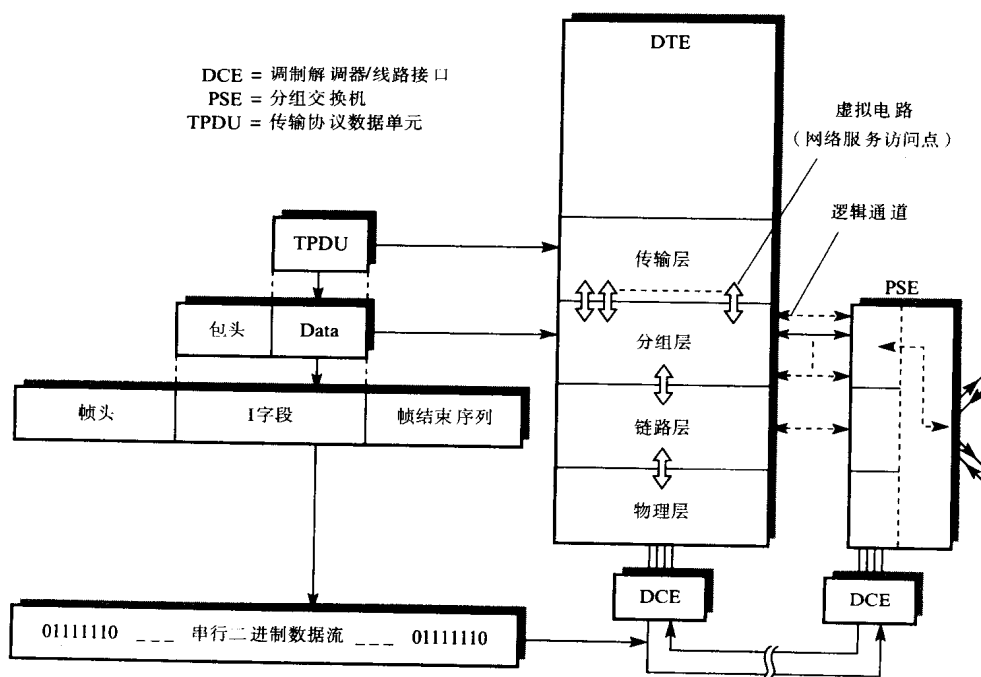 DTE
DCE = 调制解调器/线路接口
PSE = 分组交换机
TPDU = 传输协议数据单元
虚拟电路
(网络服务访问点)
逻辑通道
TPDU
传输层
PSE
包头
Data
分组层
帧头
I字段
帧结束序列
链路层
物理层
DCE
DCE
01111110 _ _ _ 串行二进制数据流 _ _ _ 01111110